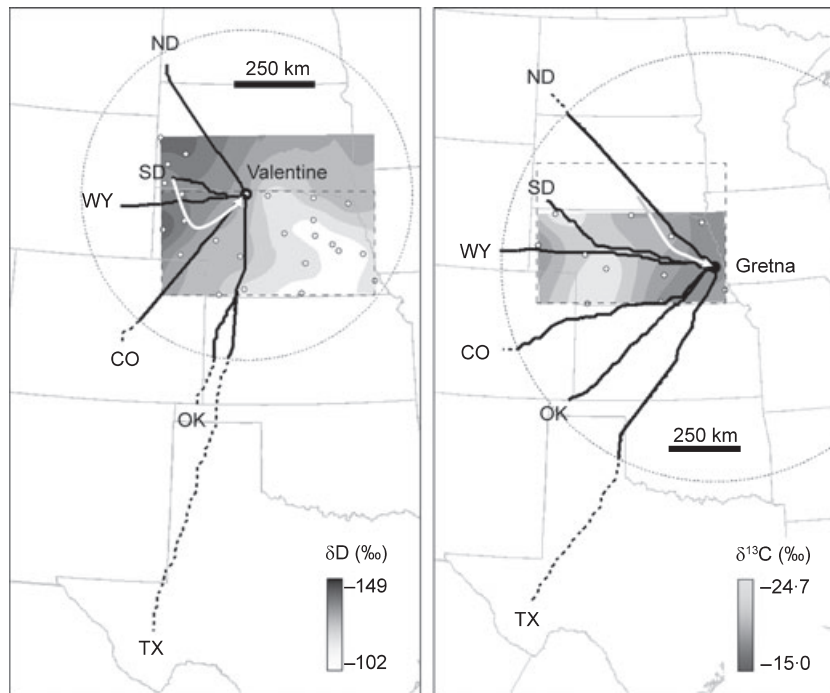 ND
250 km
SD
Valentine
WY
CO
OK
δD (‰)
–149
–102
TX
ND
SD
WY
Gretna
CO
OK
250 km
δ¹³C (‰)
–24·7
–15·0
TX